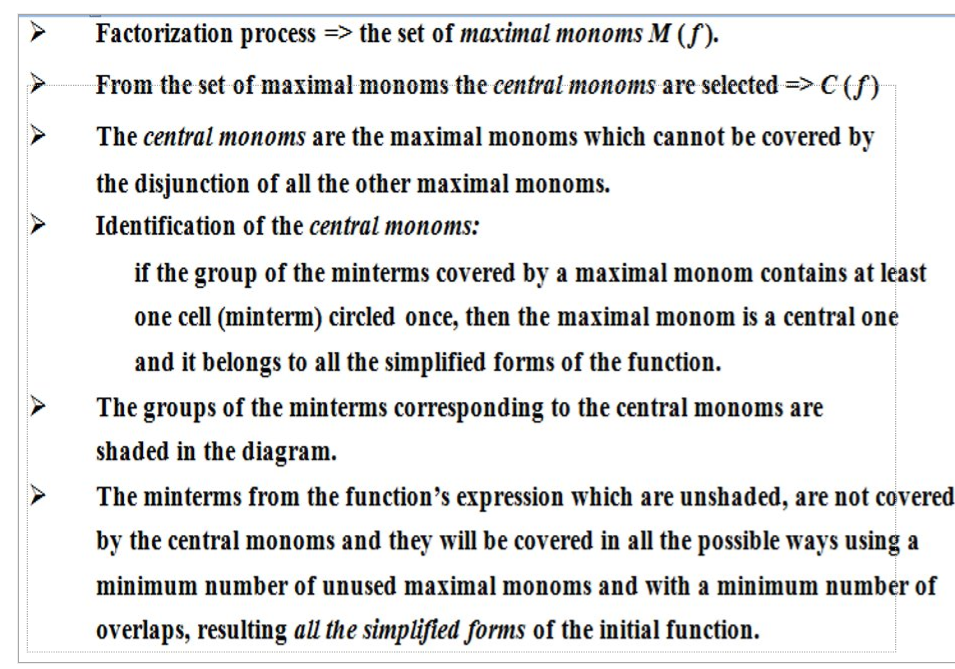 ➢ Factorization process => the set of maximal monoms M (f).
➢ From the set of maximal monoms the central monoms are selected => C (f)
➢ The central monoms are the maximal monoms which cannot be covered by
the disjunction of all the other maximal monoms.
➢ Identification of the central monoms:
if the group of the minterms covered by a maximal monom contains at least
one cell (minterm) circled once, then the maximal monom is a central one
and it belongs to all the simplified forms of the function.
➢ The groups of the minterms corresponding to the central monoms are
shaded in the diagram.
➢ The minterms from the function’s expression which are unshaded, are not covered
by the central monoms and they will be covered in all the possible ways using a
minimum number of unused maximal monoms and with a minimum number of
overlaps, resulting all the simplified forms of the initial function.